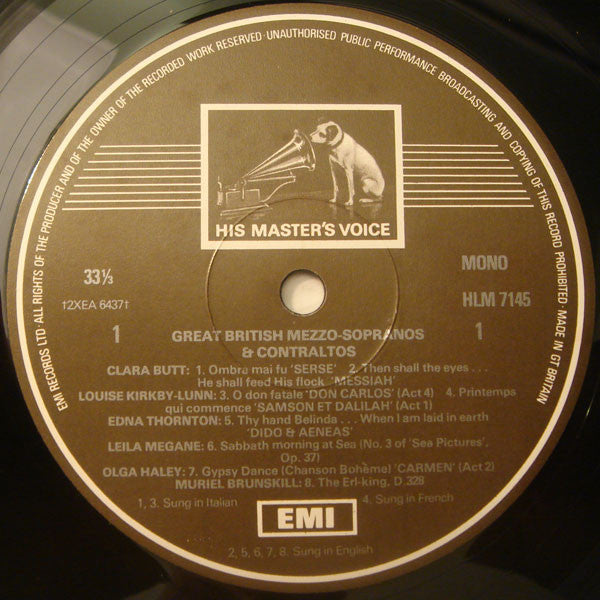 EMI RECORDS LTD · ALL RIGHTS OF THE PRODUCER AND OF THE OWNER OF THE RECORDED WORK RESERVED · UNAUTHORISED PUBLIC PERFORMANCE BROADCASTING AND COPYING OF THIS RECORD PROHIBITED · MADE IN GT BRITAIN
HIS MASTER'S VOICE
33⅓ MONO
†2XEA 6437† HLM 7145
1 1
GREAT BRITISH MEZZO-SOPRANOS
& CONTRALTOS
CLARA BUTT: 1. Ombra mai fu 'SERSE' 2. Then shall the eyes . . .
He shall feed His flock 'MESSIAH'
LOUISE KIRKBY-LUNN: 3. O don fatale 'DON CARLOS' (Act 4) 4. Printemps
qui commence 'SAMSON ET DALILAH' (Act 1)
EDNA THORNTON: 5. Thy hand Belinda . . . When I am laid in earth
'DIDO & AENEAS'
LEILA MEGANE: 6. Sabbath morning at Sea (No. 3 of 'Sea Pictures',
Op. 37)
OLGA HALEY: 7. Gypsy Dance (Chanson Bohème) 'CARMEN' (Act 2)
MURIEL BRUNSKILL: 8. The Erl-king. D.328
1, 3. Sung in Italian 4. Sung in French
EMI
2, 5, 6, 7, 8. Sung in English